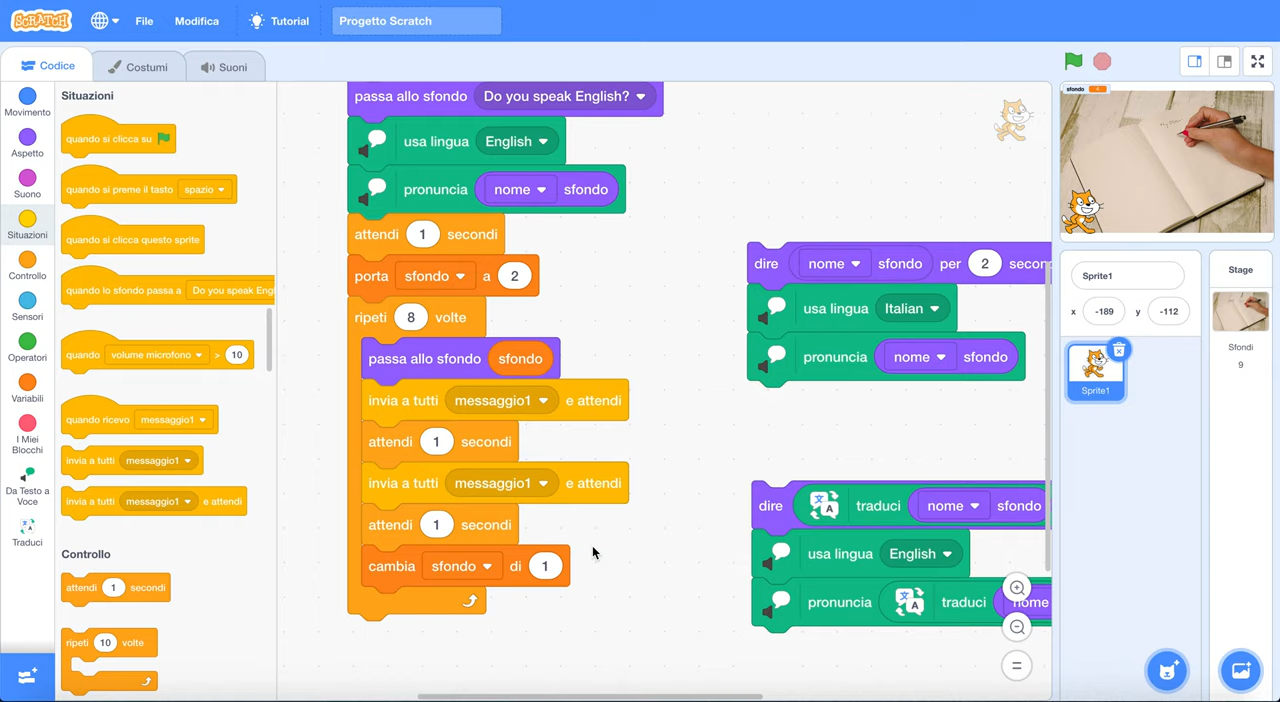 SCRATCH
File
Modifica
Tutorial
Progetto Scratch
Codice
Costumi
Suoni
Movimento
Aspetto
Suono
Situazioni
Controllo
Sensori
Operatori
Variabili
I Miei
Blocchi
Da Testo a
Voce
Traduci
Situazioni
quando si clicca su
quando si preme il tasto spazio
quando si clicca questo sprite
quando lo sfondo passa a Do you speak Engl
quando volume microfono > 10
quando ricevo messaggio1
invia a tutti messaggio1
invia a tutti messaggio1 e attendi
Controllo
attendi 1 secondi
ripeti 10 volte
passa allo sfondo Do you speak English?
usa lingua English
pronuncia nome sfondo
attendi 1 secondi
porta sfondo a 2
ripeti 8 volte
passa allo sfondo sfondo
invia a tutti messaggio1 e attendi
attendi 1 secondi
invia a tutti messaggio1 e attendi
attendi 1 secondi
cambia sfondo di 1
dire nome sfondo per 2 secon
usa lingua Italian
pronuncia nome sfondo
dire traduci nome sfondo
usa lingua English
pronuncia traduci nome
sfondo 4
Sprite1
x -189 y -112
Sprite1
Stage
Sfondi
9